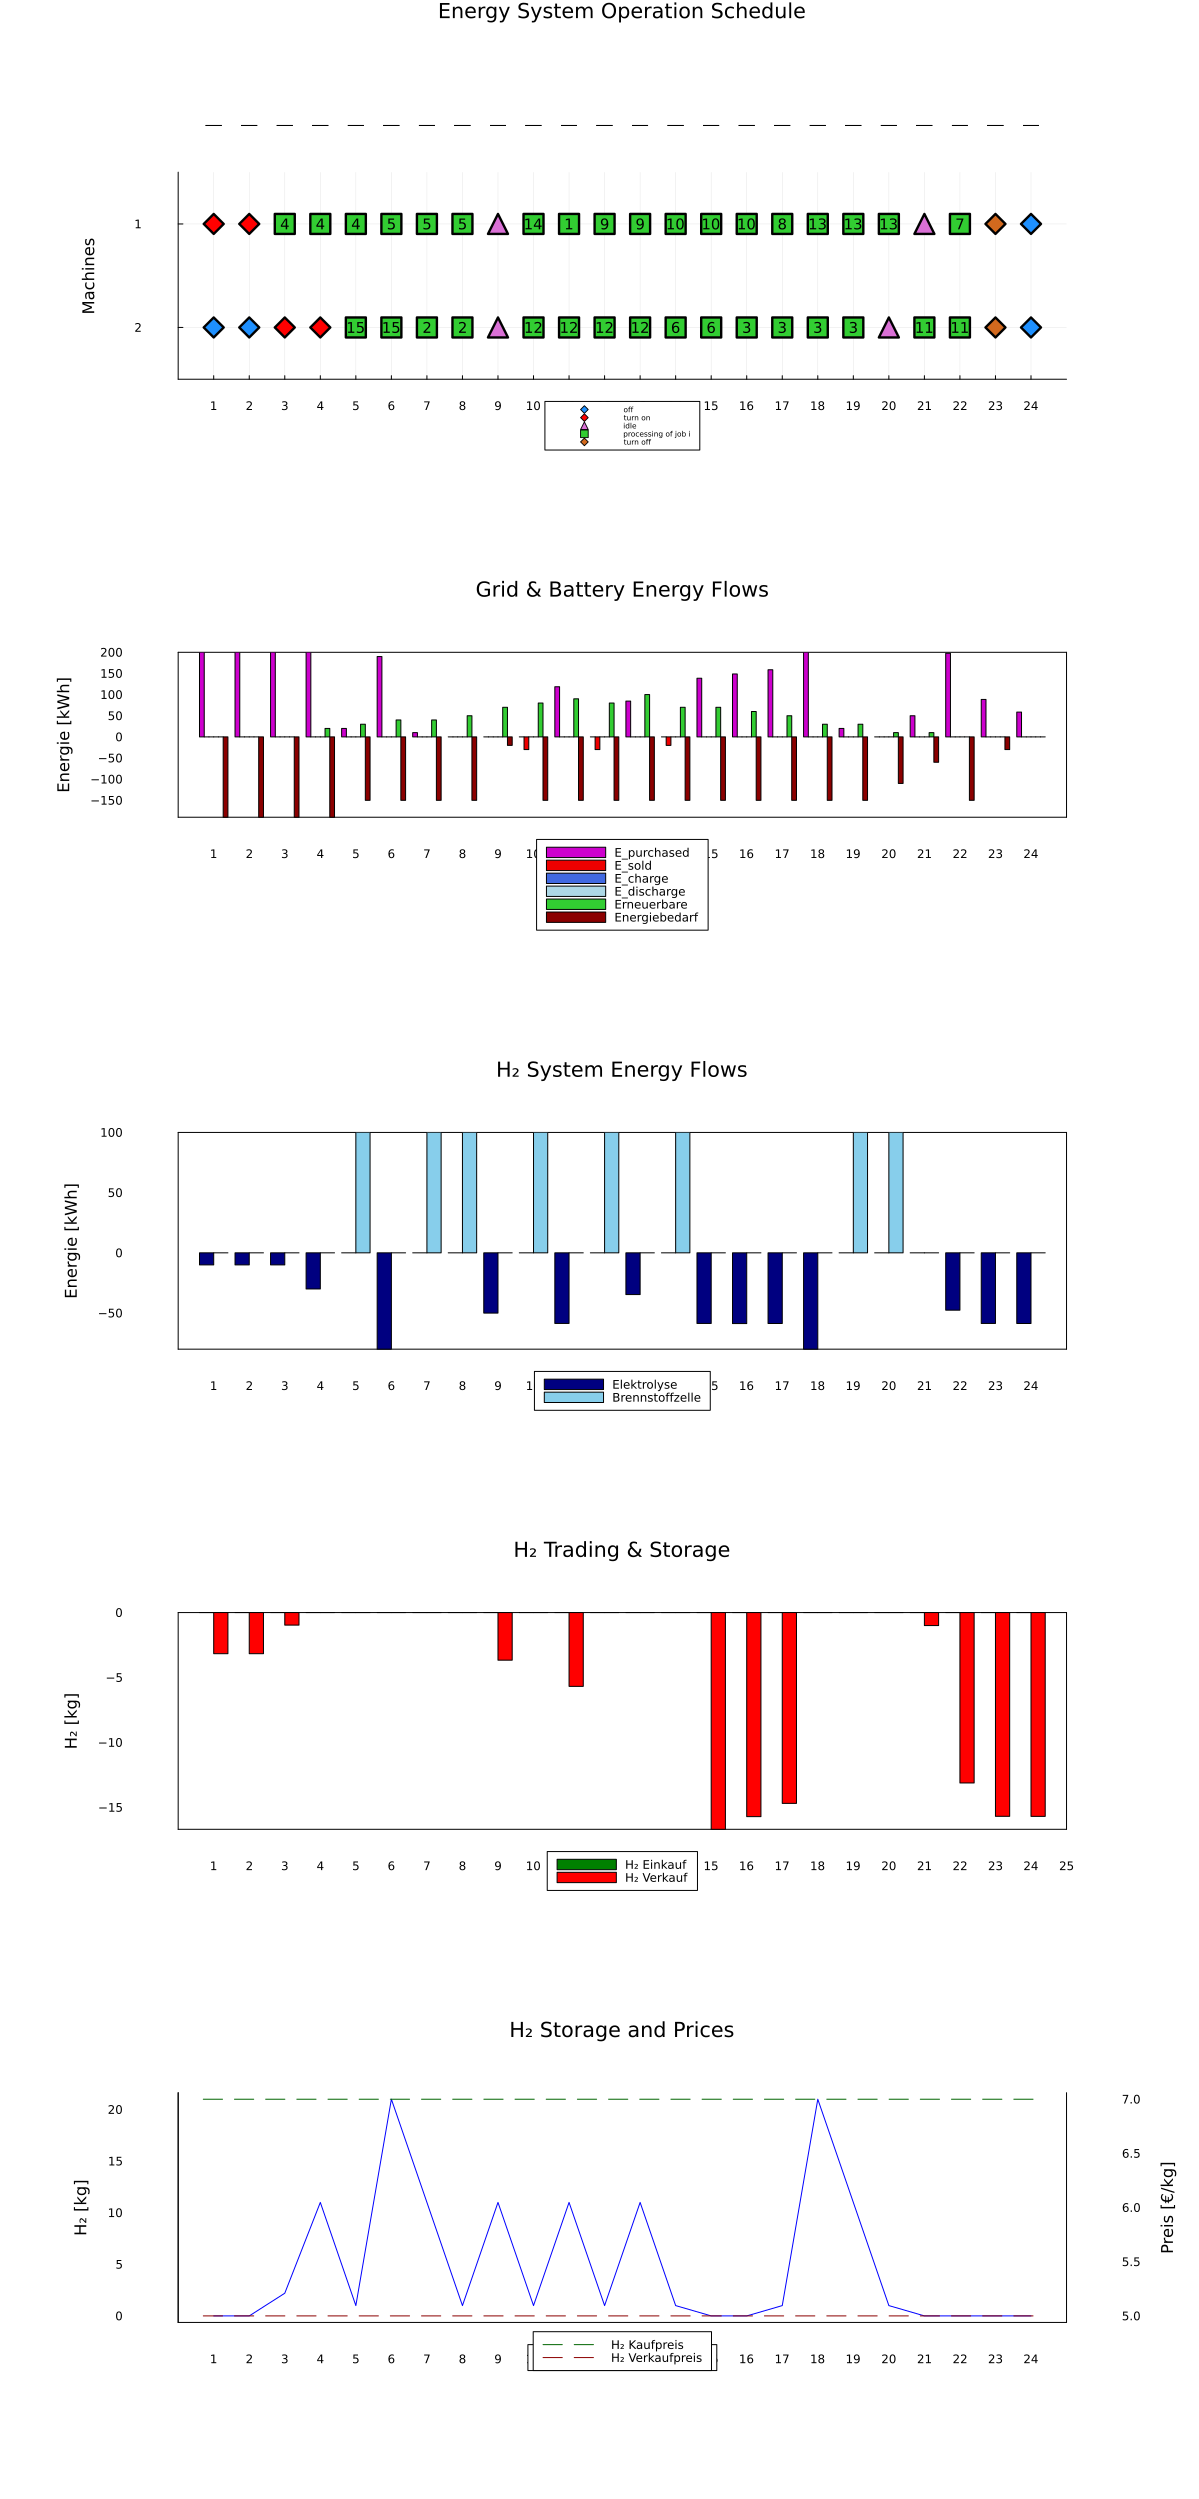 Energy System Operation Schedule
Machines
1 4 4 4 5 5 5 14 1 9 9 10 10 10 8 13 13 13 7
2 15 15 2 2 12 12 12 12 6 6 3 3 3 3 11 11
1 2 3 4 5 6 7 8 9 10 15 16 17 18 19 20 21 22 23 24
off
turn on
idle
processing of job i
turn off
Grid & Battery Energy Flows
Energie [kWh]
200
150
100
50
0
−50
−100
−150
1 2 3 4 5 6 7 8 9 10 15 16 17 18 19 20 21 22 23 24
E_purchased
E_sold
E_charge
E_discharge
Erneuerbare
Energiebedarf
H₂ System Energy Flows
Energie [kWh]
100
50
0
−50
1 2 3 4 5 6 7 8 9 1 5 16 17 18 19 20 21 22 23 24
Elektrolyse
Brennstoffzelle
H₂ Trading & Storage
H₂ [kg]
0
−5
−10
−15
1 2 3 4 5 6 7 8 9 10 15 16 17 18 19 20 21 22 23 24 25
H₂ Einkauf
H₂ Verkauf
H₂ Storage and Prices
H₂ [kg]
20
15
10
5
0
7.0
6.5
6.0
5.5
5.0
Preis [€/kg]
1 2 3 4 5 6 7 8 9 16 17 18 19 20 21 22 23 24
H₂ Kaufpreis
H₂ Verkaufpreis